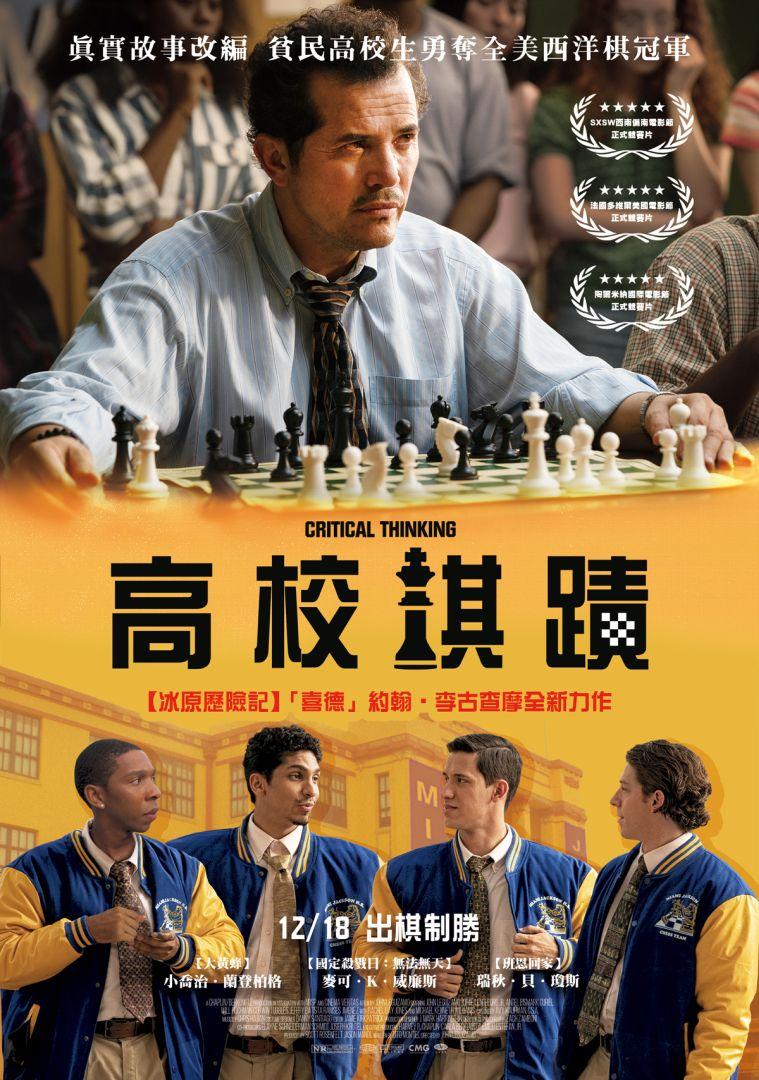 真實故事改編 貧民高校生勇奪全美西洋棋冠軍
SXSW西南偏南電影節
正式競賽片
法國多維爾美國電影節
正式競賽片
陶爾米納國際電影節
正式競賽片
CRITICAL THINKING
高校棋蹟
【冰原歷險記】「喜德」約翰・李古查摩全新力作
MI
J
MIAMI JACKSON
CHESS TEAM
12/18 出棋制勝
【大黃蜂】
小喬治・蘭登柏格
【國定殺戮日：無法無天】
麥可・K・威廉斯
【班恩回家】
瑞秋・貝・瓊斯
CMG